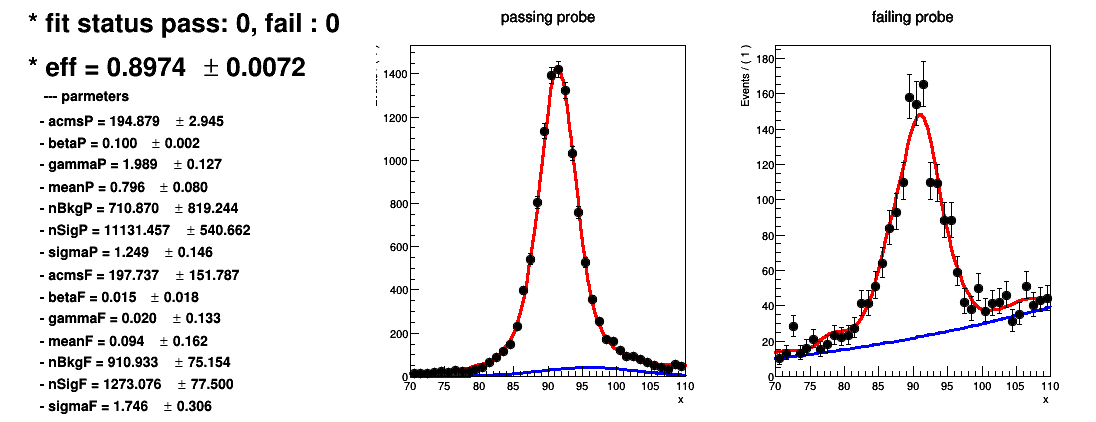 * fit status pass: 0, fail : 0
* eff = 0.8974 ± 0.0072
--- parmeters
- acmsP = 194.879 ± 2.945
- betaP = 0.100 ± 0.002
- gammaP = 1.989 ± 0.127
- meanP = 0.796 ± 0.080
- nBkgP = 710.870 ± 819.244
- nSigP = 11131.457 ± 540.662
- sigmaP = 1.249 ± 0.146
- acmsF = 197.737 ± 151.787
- betaF = 0.015 ± 0.018
- gammaF = 0.020 ± 0.133
- meanF = 0.094 ± 0.162
- nBkgF = 910.933 ± 75.154
- nSigF = 1273.076 ± 77.500
- sigmaF = 1.746 ± 0.306
passing probe
1400
1200
1000
800
600
400
200
0
70 75 80 85 90 95 100 105 110
x
failing probe
Events / ( 1 )
180
160
140
120
100
80
60
40
20
0
70 75 80 85 90 95 100 105 110
x